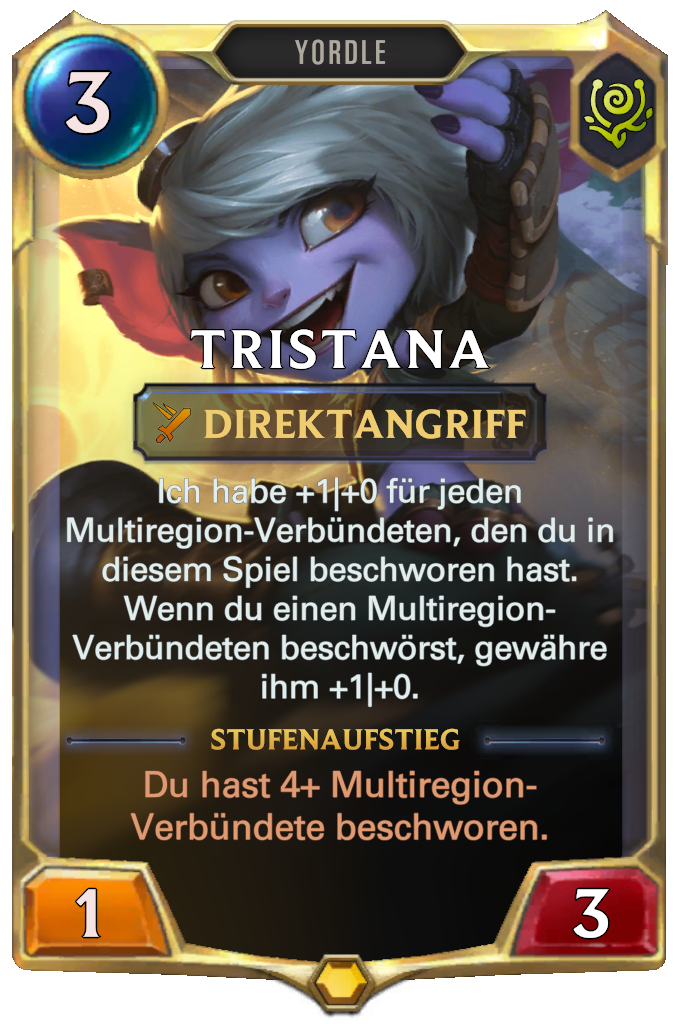 YORDLE
3
TRISTANA
DIREKTANGRIFF
Ich habe +1|+0 für jeden
Multiregion-Verbündeten, den du in
diesem Spiel beschworen hast.
Wenn du einen Multiregion-
Verbündeten beschwörst, gewähre
ihm +1|+0.
STUFENAUFSTIEG
Du hast 4+ Multiregion-
Verbündete beschworen.
1
3